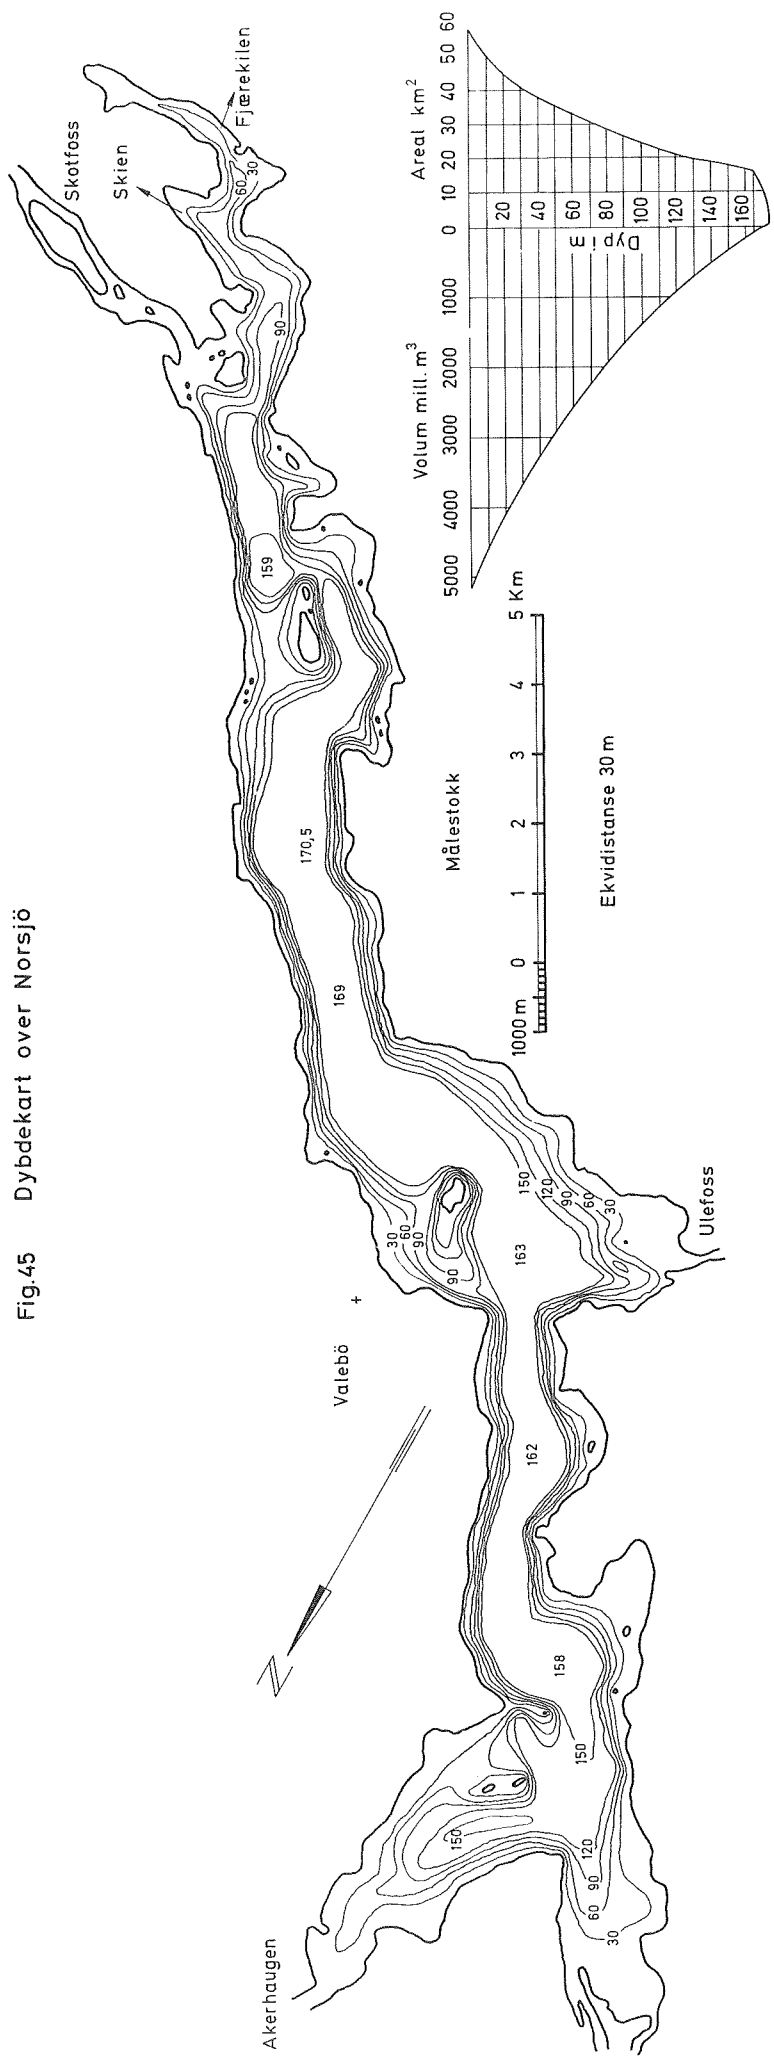 Fig.45 Dybdekart over Norsjö
Skotfoss
Skien
Fjærekilen
60
30
90
159
170,5
169
30
60
90
90
163
150
120
90
60
30
Ulefoss
Valebö
N
162
158
150
150
120
90
60
30
Akerhaugen
Målestokk
1000 m 0 1 2 3 4 5 Km
Ekvidistanse 30 m
Volum mill. m³
Areal km²
5000 4000 3000 2000 1000 0 10 20 30 40 50 60
Dyp i m
20
40
60
80
100
120
140
160